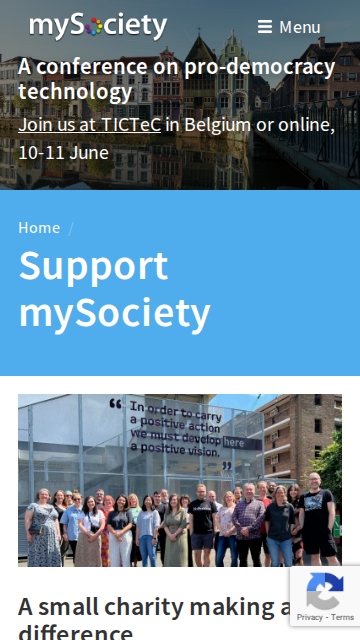 mySociety
Menu
A conference on pro-democracy
technology
Join us at TICTeC in Belgium or online,
10-11 June
Home /
Support
mySociety
“ In order to carry
a positive action
we must develop here
a positive vision. ”
A small charity making a
difference
Privacy - Terms